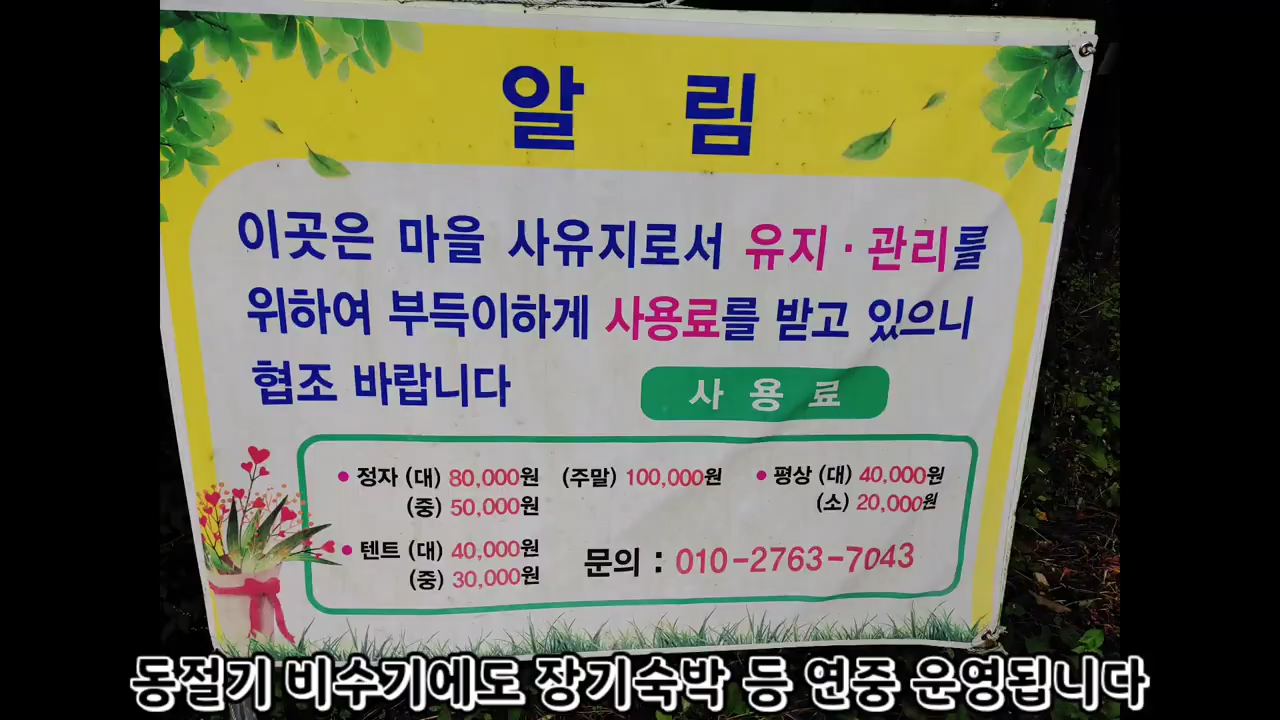 알 림
이곳은 마을 사유지로서 유지·관리를
위하여 부득이하게 사용료를 받고 있으니
협조 바랍니다
사 용 료
• 정자 (대) 80,000원 (주말) 100,000원 • 평상 (대) 40,000원
(중) 50,000원 (소) 20,000원
• 텐트 (대) 40,000원
(중) 30,000원
문의 : 010-2763-7043
동절기 비수기에도 장기숙박 등 연중 운영됩니다